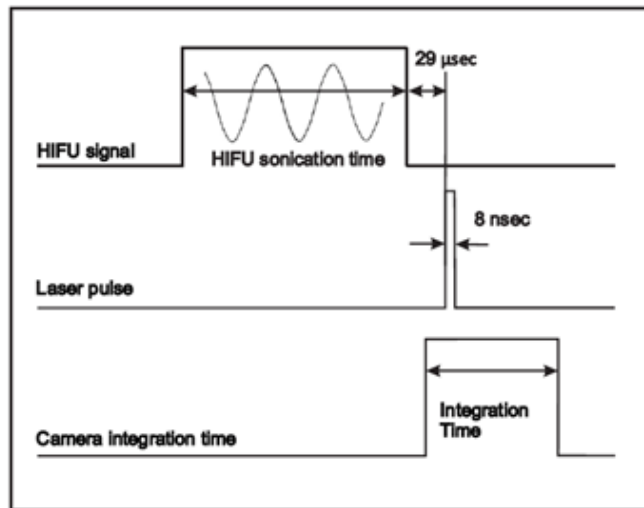 29 μsec
HIFU signal
HIFU sonication time
8 nsec
Laser pulse
Integration
Time
Camera integration time